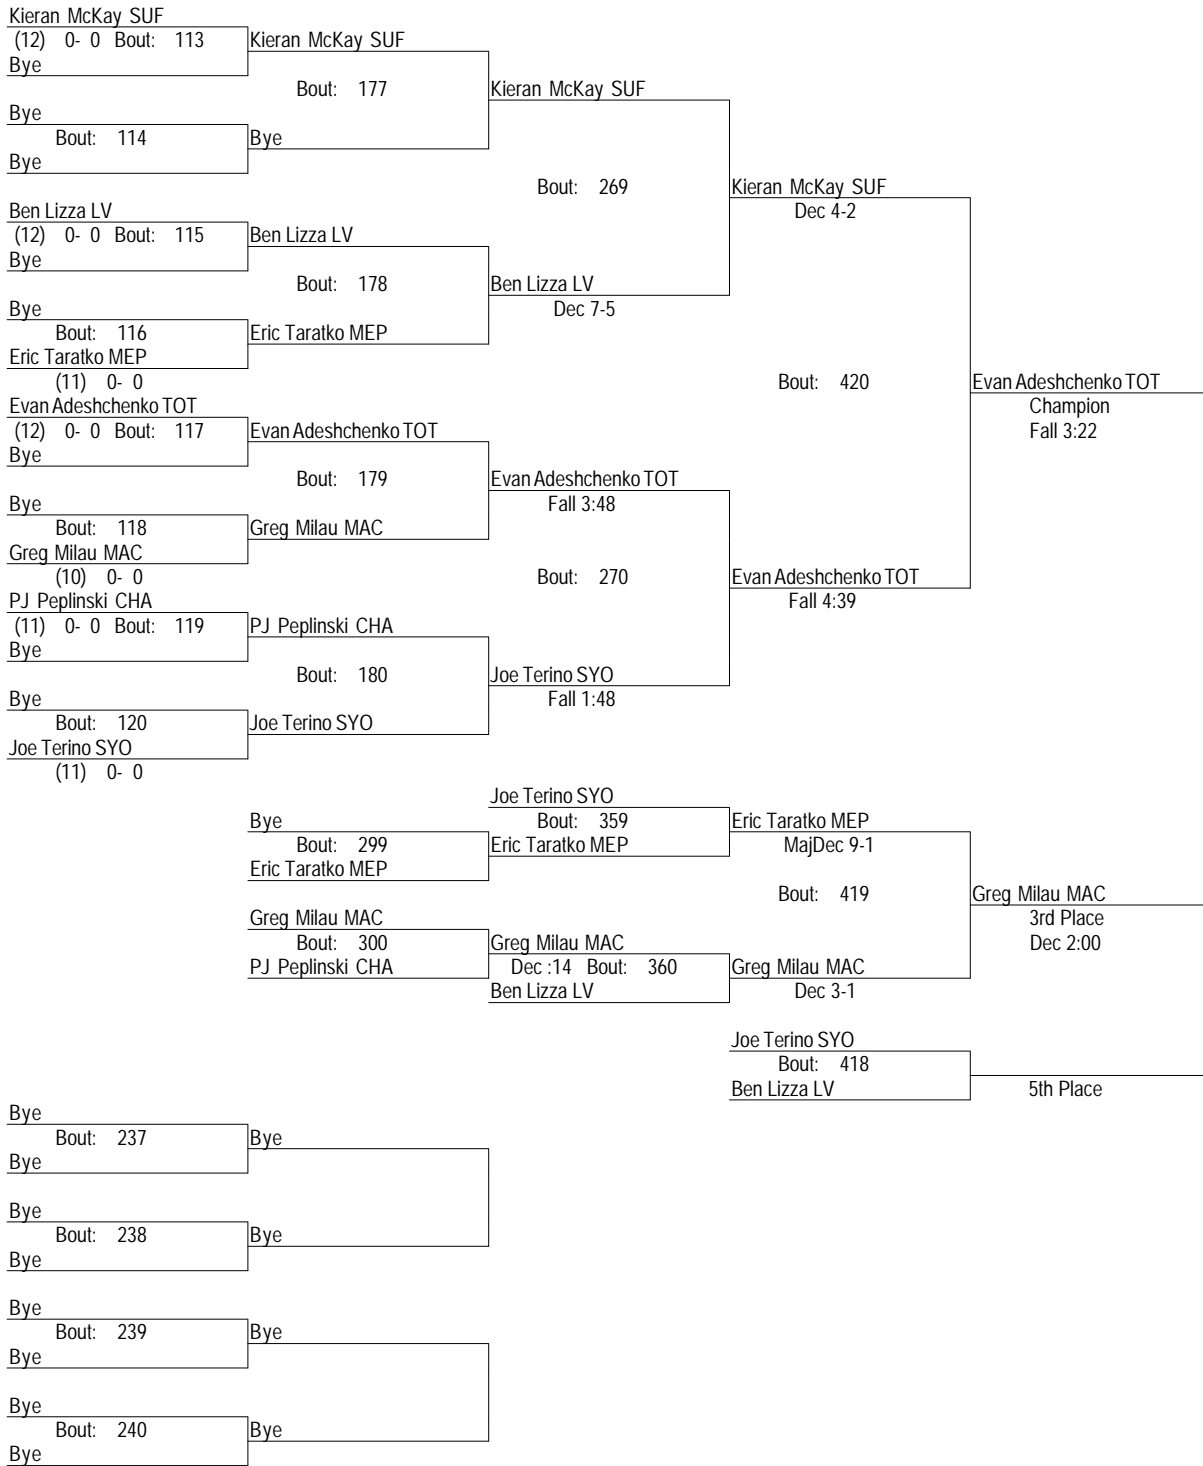 Kieran McKay SUF
(12) 0- 0 Bout: 113
Kieran McKay SUF
Bye
Bout: 177
Kieran McKay SUF
Bye
Bout: 114
Bye
Bye
Bout: 269
Kieran McKay SUF
Dec 4-2
Ben Lizza LV
(12) 0- 0 Bout: 115
Ben Lizza LV
Bye
Bout: 178
Ben Lizza LV
Dec 7-5
Bye
Bout: 116
Eric Taratko MEP
Eric Taratko MEP
(11) 0- 0
Bout: 420
Evan Adeshchenko TOT
Champion
Fall 3:22
Evan Adeshchenko TOT
(12) 0- 0 Bout: 117
Evan Adeshchenko TOT
Bye
Bout: 179
Evan Adeshchenko TOT
Fall 3:48
Bye
Bout: 118
Greg Milau MAC
Greg Milau MAC
(10) 0- 0
Bout: 270
Evan Adeshchenko TOT
Fall 4:39
PJ Peplinski CHA
(11) 0- 0 Bout: 119
PJ Peplinski CHA
Bye
Bout: 180
Joe Terino SYO
Fall 1:48
Bye
Bout: 120
Joe Terino SYO
Joe Terino SYO
(11) 0- 0
Joe Terino SYO
Bye
Bout: 359
Eric Taratko MEP
Bout: 299
Eric Taratko MEP
MajDec 9-1
Eric Taratko MEP
Bout: 419
Greg Milau MAC
3rd Place
Dec 2:00
Greg Milau MAC
Bout: 300
Greg Milau MAC
PJ Peplinski CHA
Dec :14 Bout: 360
Greg Milau MAC
Ben Lizza LV
Dec 3-1
Joe Terino SYO
Bout: 418
Ben Lizza LV
5th Place
Bye
Bout: 237
Bye
Bye
Bye
Bout: 238
Bye
Bye
Bye
Bout: 239
Bye
Bye
Bye
Bout: 240
Bye
Bye